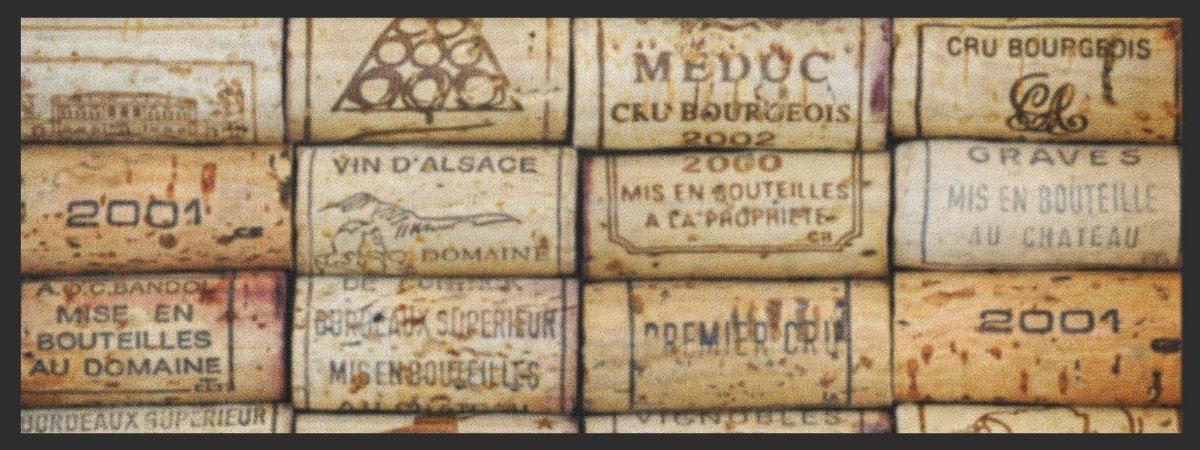 MEDOC
CRU BOURGEOIS
2002
CRU BOURGEOIS
2001
VIN D'ALSACE
DOMAINE
2000
MIS EN BOUTEILLES
A LA PROPRIETE
GRAVES
MIS EN BOUTEILLE
AU CHATEAU
A.O.C. BANDOL
MISE EN
BOUTEILLES
AU DOMAINE
BORDEAUX SUPERIEUR
MIS EN BOUTEILLES
PREMIER CRU
2001
BORDEAUX SUPERIEUR
VIGNOBLES